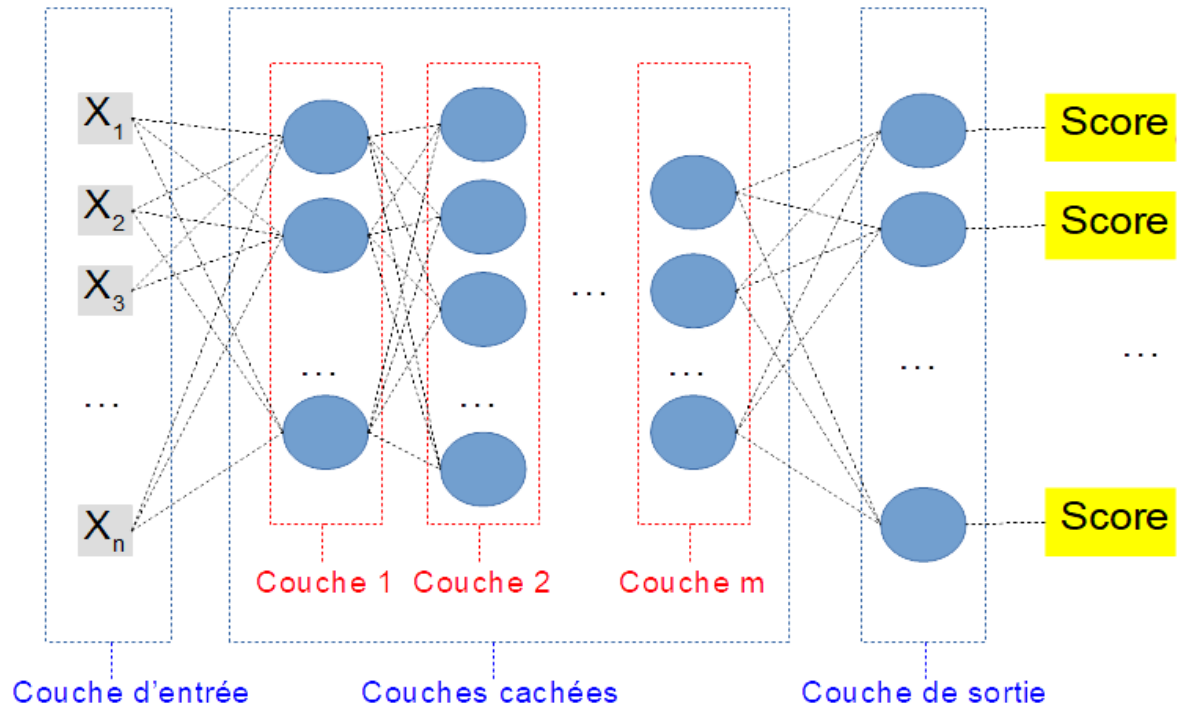 X1
X2
X3
...
Xn
...
...
...
...
...
Score
Score
...
Score
Couche 1
Couche 2
Couche m
Couche d'entrée
Couches cachées
Couche de sortie